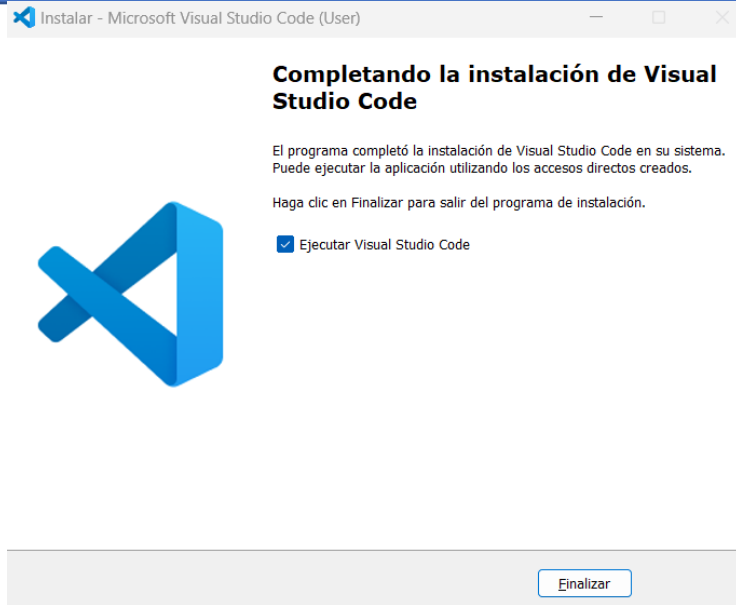 Instalar - Microsoft Visual Studio Code (User)
Completando la instalación de Visual
Studio Code
El programa completó la instalación de Visual Studio Code en su sistema.
Puede ejecutar la aplicación utilizando los accesos directos creados.
Haga clic en Finalizar para salir del programa de instalación.
Ejecutar Visual Studio Code
Finalizar